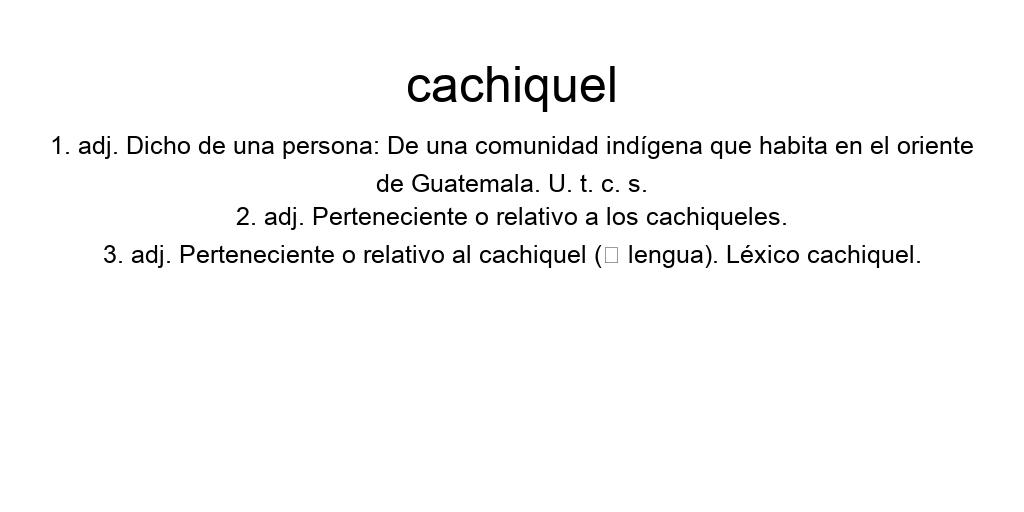 cachiquel
1. adj. Dicho de una persona: De una comunidad indígena que habita en el oriente
de Guatemala. U. t. c. s.
2. adj. Perteneciente o relativo a los cachiqueles.
3. adj. Perteneciente o relativo al cachiquel (□ lengua). Léxico cachiquel.